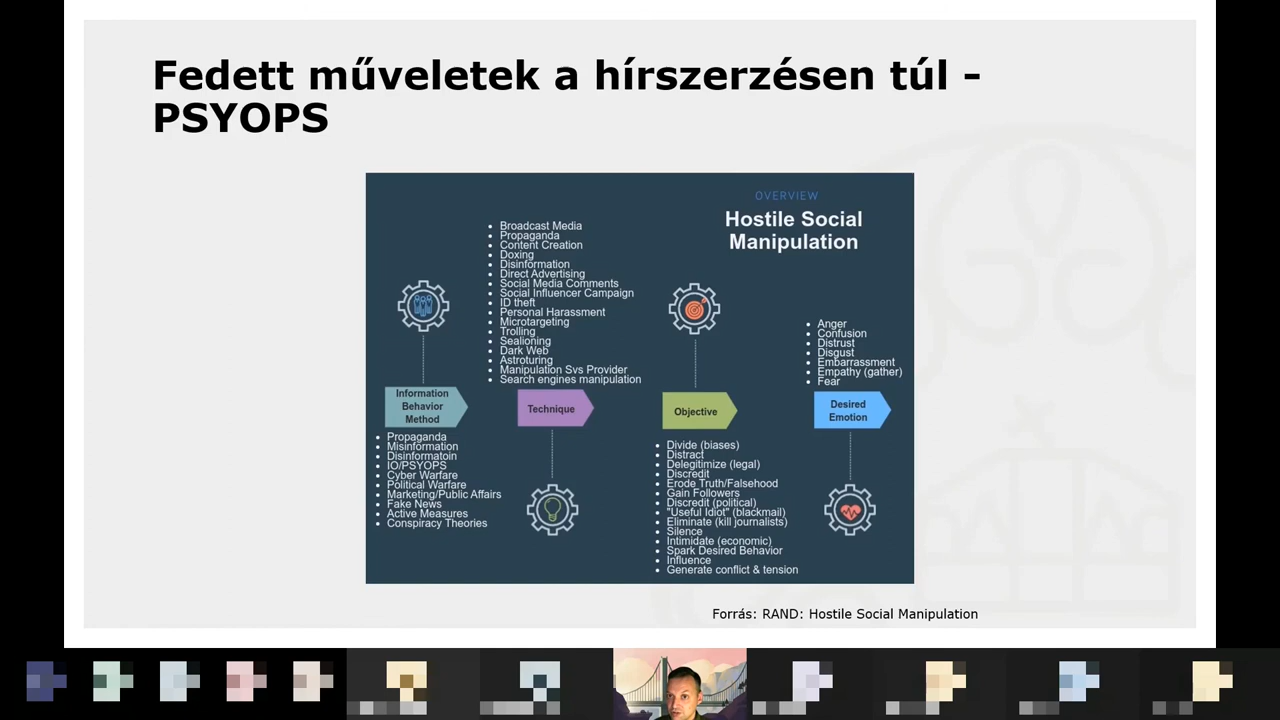 Fedett műveletek a hírszerzésen túl -
PSYOPS
OVERVIEW
Hostile Social
Manipulation
Information
Behavior
Method
Propaganda
Misinformation
Disinformatoin
IO/PSYOPS
Cyber Warfare
Political Warfare
Marketing/Public Affairs
Fake News
Active Measures
Conspiracy Theories
Broadcast Media
Propaganda
Content Creation
Doxing
Disinformation
Direct Advertising
Social Media Comments
Social Influencer Campaign
ID theft
Personal Harassment
Microtargeting
Trolling
Sealioning
Dark Web
Astroturing
Manipulation Svs Provider
Search engines manipulation
Technique
Objective
Divide (biases)
Distract
Delegitimize (legal)
Discredit
Erode Truth/Falsehood
Gain Followers
Discredit (political)
"Useful Idiot" (blackmail)
Eliminate (kill journalists)
Silence
Intimidate (economic)
Spark Desired Behavior
Influence
Generate conflict & tension
Anger
Confusion
Distrust
Disgust
Embarrassment
Empathy (gather)
Fear
Desired
Emotion
Forrás: RAND: Hostile Social Manipulation